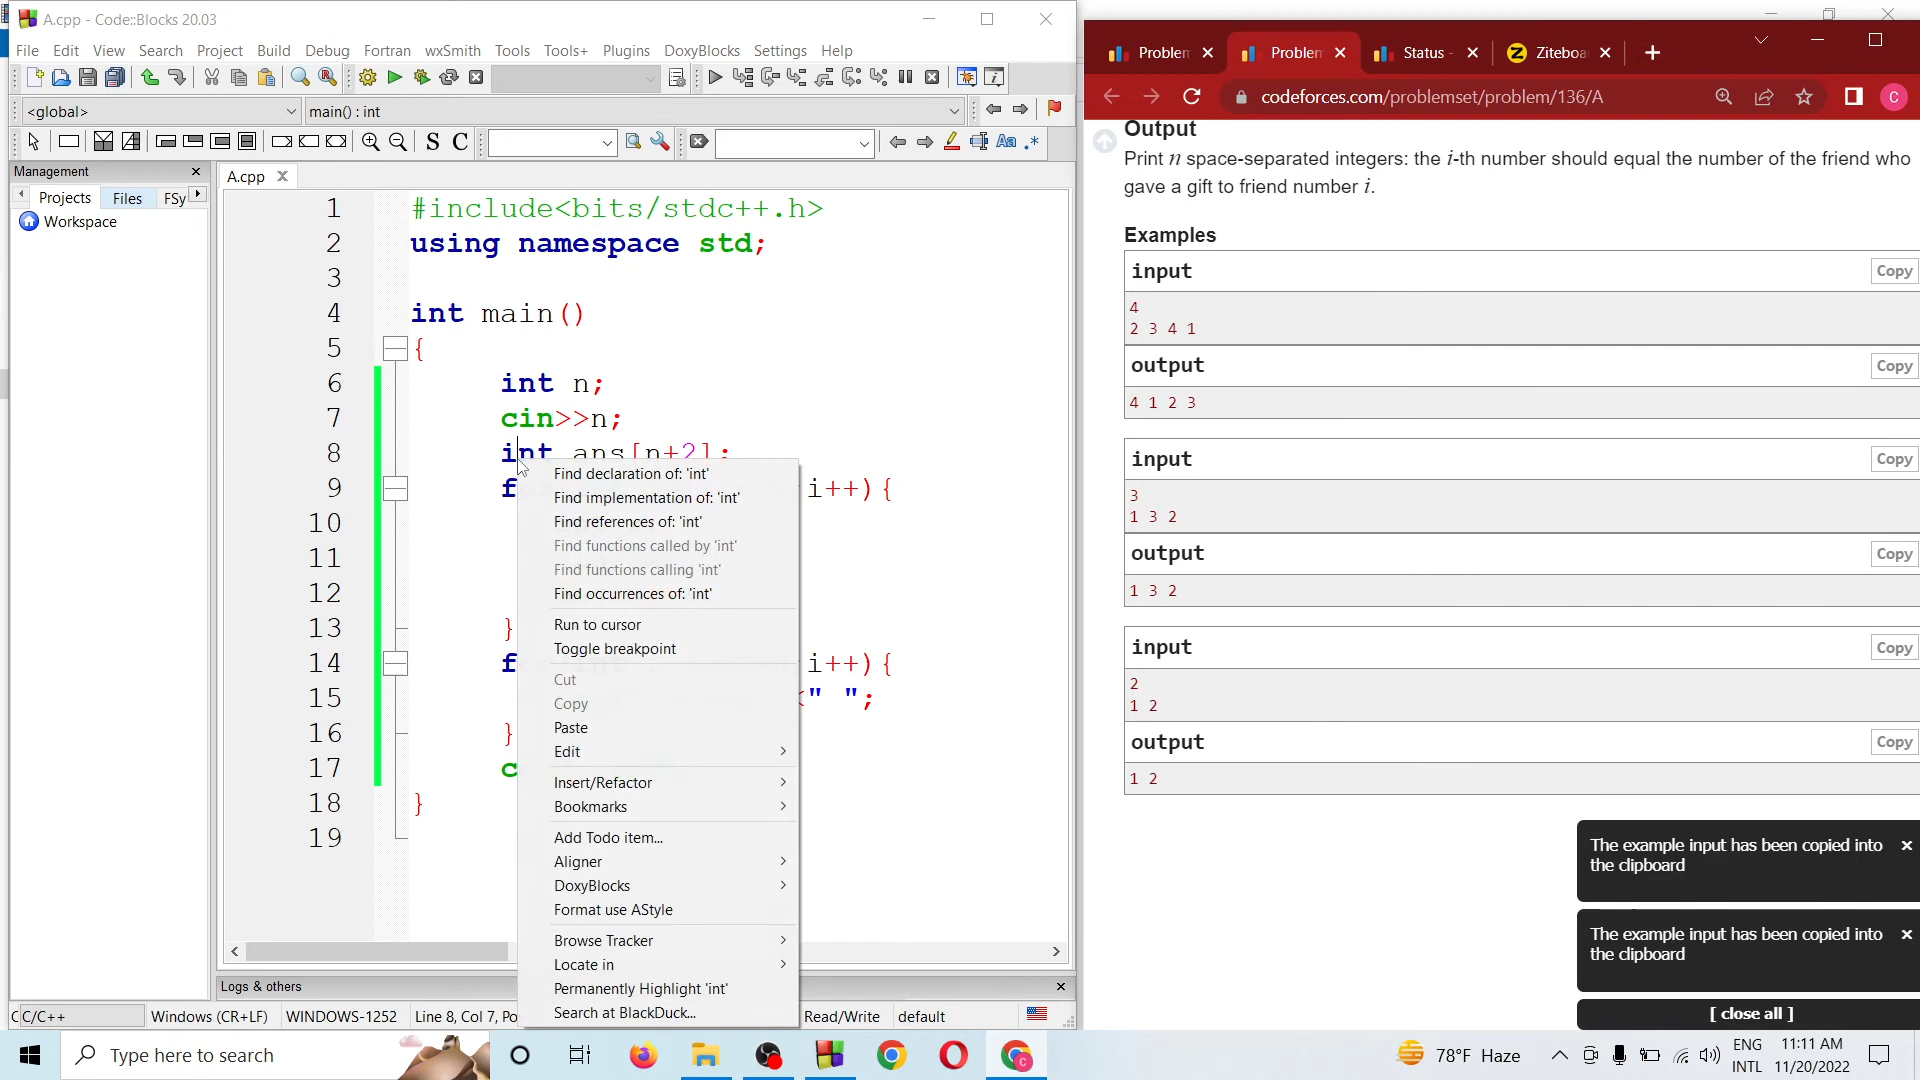 A.cpp - Code::Blocks 20.03
File Edit View Search Project Build Debug Fortran wxSmith Tools Tools+ Plugins DoxyBlocks Settings Help
<global>
main() : int
S C
Aa .*
Management
Projects Files FSy
Workspace
A.cpp
1 #include<bits/stdc++.h>
2 using namespace std;
3
4 int main()
5 {
6 int n;
7 cin>>n;
8 int ans[n+2];
9 f i++){
10
11
12
13 }
14 f i++){
15 <" ";
16 }
17 c
18 }
19
Find declaration of: 'int'
Find implementation of: 'int'
Find references of: 'int'
Find functions called by 'int'
Find functions calling 'int'
Find occurrences of: 'int'
Run to cursor
Toggle breakpoint
Cut
Copy
Paste
Edit
Insert/Refactor
Bookmarks
Add Todo item...
Aligner
DoxyBlocks
Format use AStyle
Browse Tracker
Locate in
Permanently Highlight 'int'
Search at BlackDuck...
Logs & others
C/C++ Windows (CR+LF) WINDOWS-1252 Line 8, Col 7, Po Read/Write default
Problem Problem Status - Ziteboa
codeforces.com/problemset/problem/136/A
C
Output
Print n space-separated integers: the i-th number should equal the number of the friend who
gave a gift to friend number i.
Examples
input Copy
4
2 3 4 1
output Copy
4 1 2 3
input Copy
3
1 3 2
output Copy
1 3 2
input Copy
2
1 2
output Copy
1 2
The example input has been copied into
the clipboard
The example input has been copied into
the clipboard
[ close all ]
Type here to search
78°F Haze
ENG
INTL
11:11 AM
11/20/2022